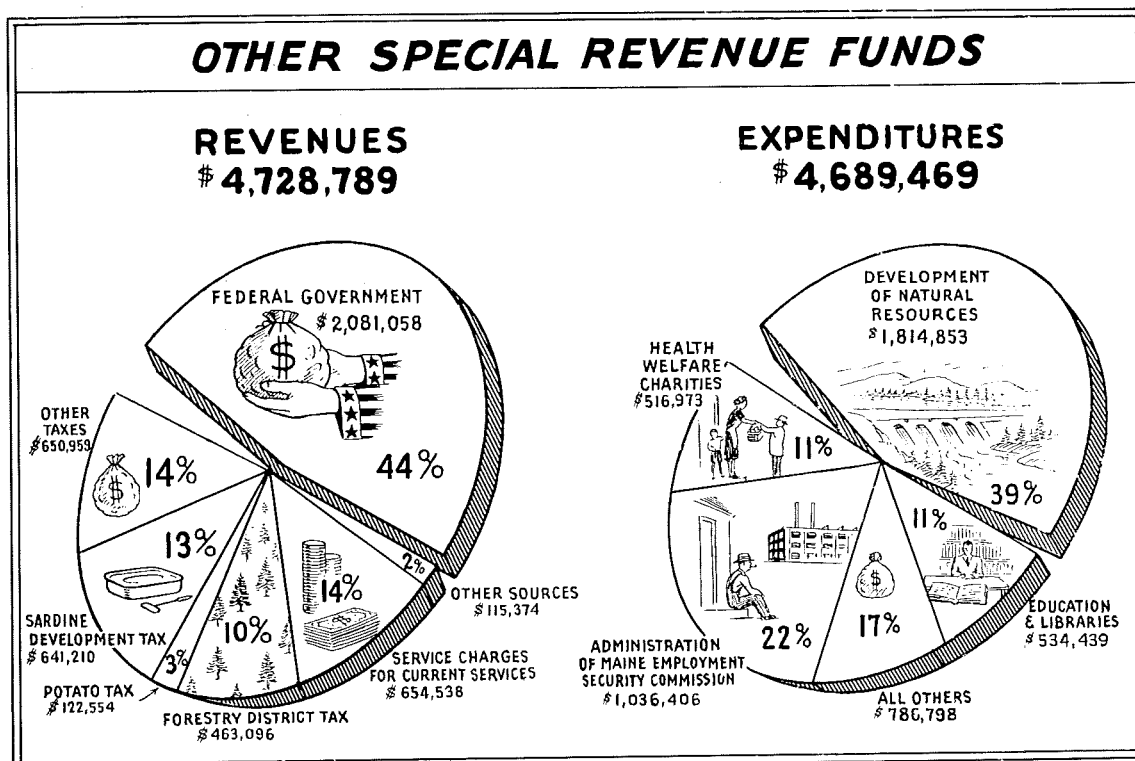 OTHER SPECIAL REVENUE FUNDS
REVENUES
$4,728,789
FEDERAL GOVERNMENT
$2,081,058
$
44%
OTHER
TAXES
$650,959
$
14%
13%
SARDINE
DEVELOPMENT TAX
$641,210
3%
POTATO TAX
$122,554
10%
FORESTRY DISTRICT TAX
$463,096
14%
SERVICE CHARGES
FOR CURRENT SERVICES
$654,538
2%
OTHER SOURCES
$115,374
EXPENDITURES
$4,689,469
DEVELOPMENT
OF NATURAL
RESOURCES
$1,814,853
39%
HEALTH
WELFARE
CHARITIES
$516,973
11%
22%
ADMINISTRATION
OF MAINE EMPLOYMENT
SECURITY COMMISSION
$1,036,406
$
17%
ALL OTHERS
$786,798
11%
EDUCATION
& LIBRARIES
$534,439